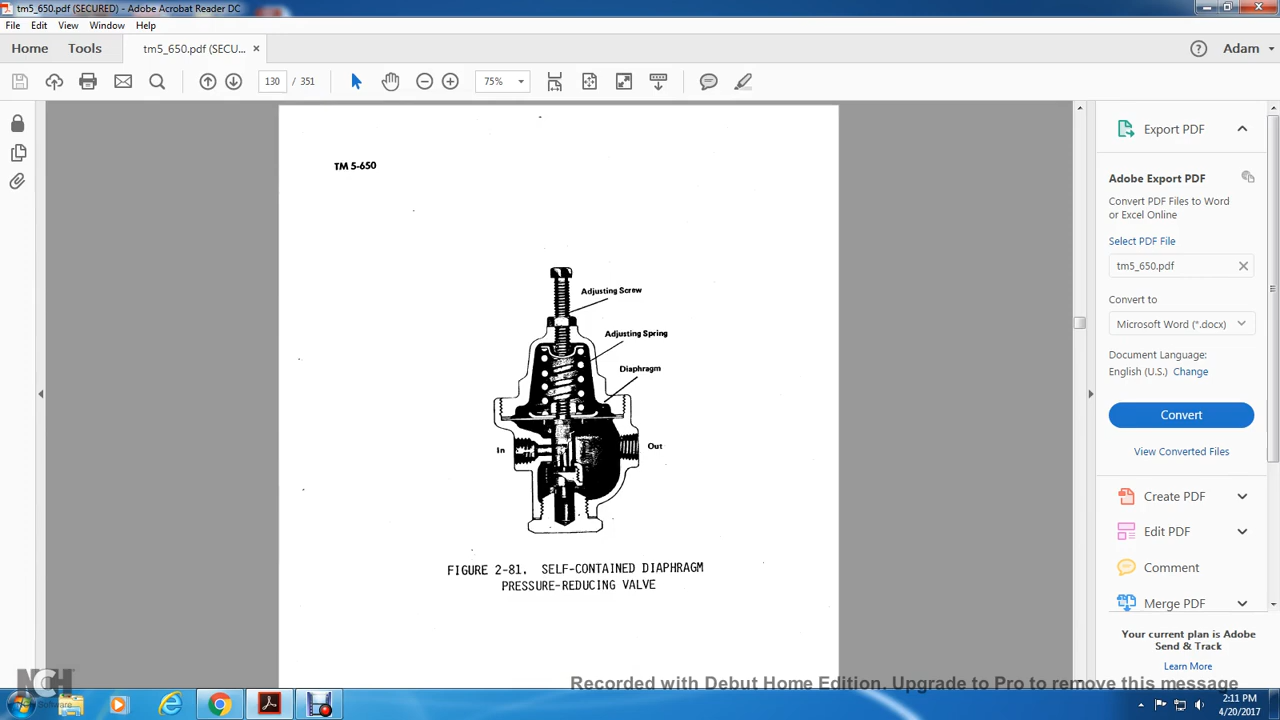 tm5_650.pdf (SECURED) - Adobe Acrobat Reader DC
File Edit View Window Help
Home Tools tm5_650.pdf (SECU... × Adam
130 / 351 75%
TM 5-650
Adjusting Screw
Adjusting Spring
Diaphragm
In
Out
FIGURE 2-81. SELF-CONTAINED DIAPHRAGM
PRESSURE-REDUCING VALVE
Export PDF
Adobe Export PDF
Convert PDF Files to Word
or Excel Online
Select PDF File
tm5_650.pdf
Convert to
Microsoft Word (*.docx)
Document Language:
English (U.S.) Change
Convert
View Converted Files
Create PDF
Edit PDF
Comment
Merge PDF
Your current plan is Adobe
Send & Track
Learn More
NCH
Software
Recorded with Debut Home Edition. Upgrade to Pro to remove this message
2:11 PM
4/20/2017